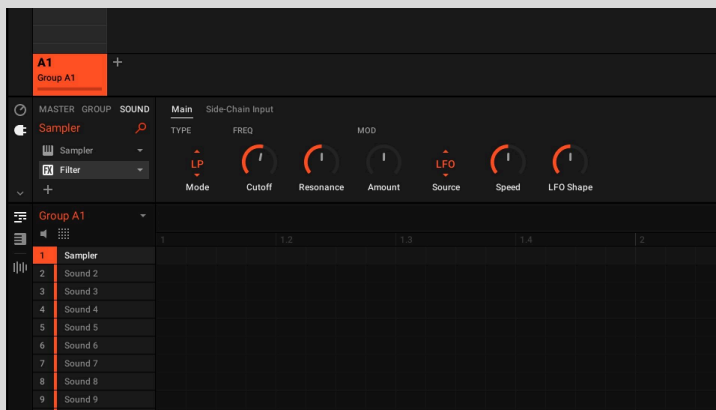 A1
+
Group A1
MASTER GROUP SOUND
Main Side-Chain Input
Sampler
TYPE FREQ MOD
Sampler
LP LFO
FX Filter
Mode Cutoff Resonance Amount Source Speed LFO Shape
+
Group A1
1 1.2 1.3 1.4 2
1 Sampler
2 Sound 2
3 Sound 3
4 Sound 4
5 Sound 5
6 Sound 6
7 Sound 7
8 Sound 8
9 Sound 9